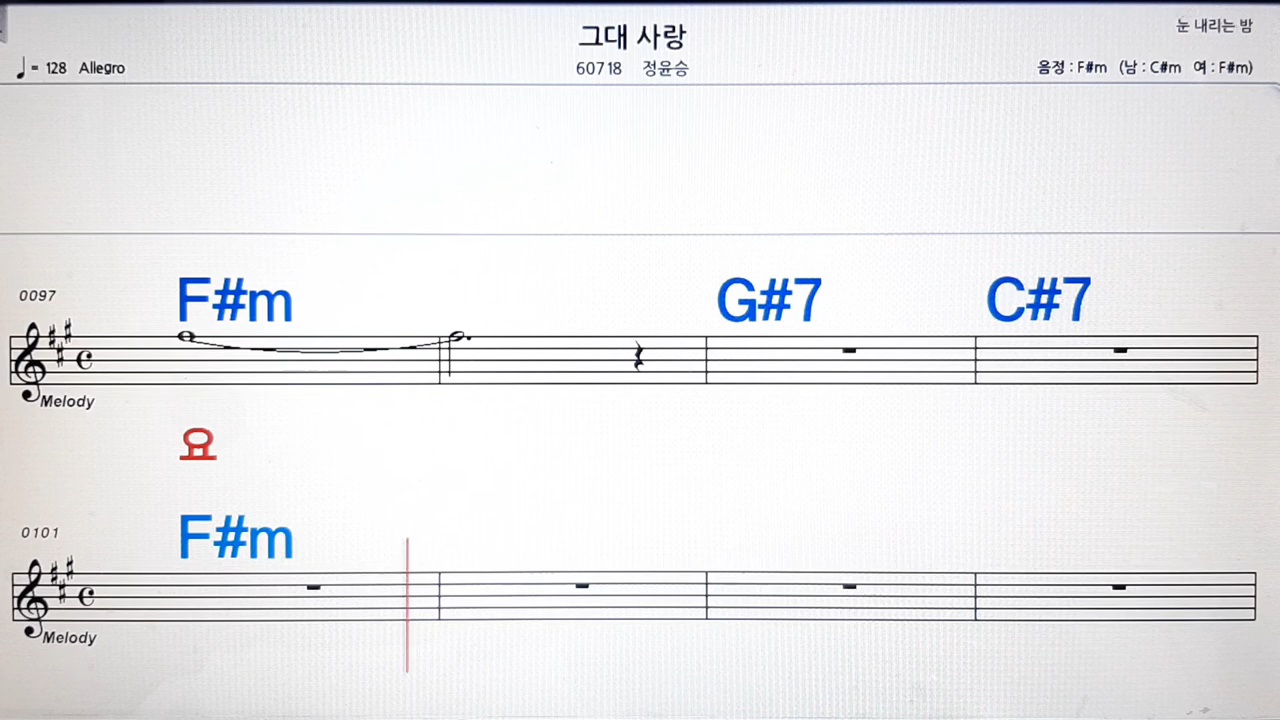 그대 사랑
눈 내리는 밤
♩= 128 Allegro
60718 정윤승
음정 : F#m (남 : C#m 여 : F#m)
0097 F#m G#7 C#7
Melody
요
0101 F#m
Melody